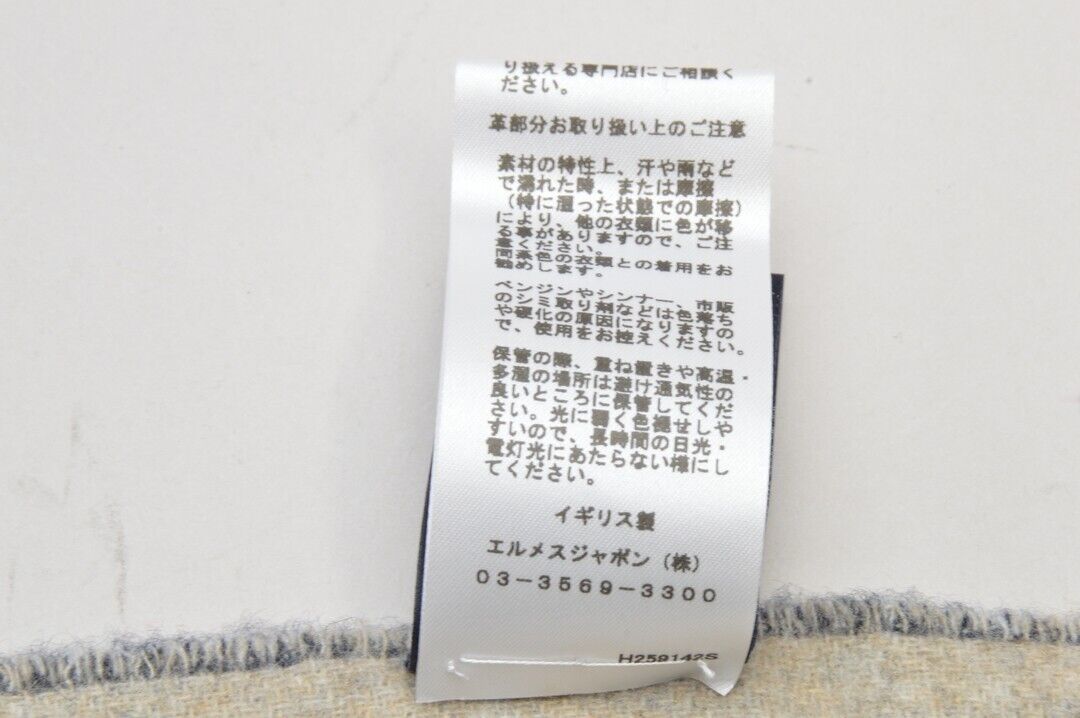 り扱える専門店にご相談く
ださい。
革部分お取り扱い上のご注意
素材の特性上、汗や雨など
で濡れた時、または摩擦
（特に湿った状態での摩擦）
により、他の衣類に色が移
る事がありますので、ご注
意ください。
同系色の衣類との着用をお
勧めします。
ベンジンやシンナー、市販
のシミ取り剤などは色落ち
や硬化の原因になりますの
で、使用をお控えください。
保管の際、重ね置きや高温・
多湿の場所は避け通気性の
良いところに保管してくだ
さい。光に弱く色褪せしや
すいので、長時間の日光・
電灯光にあたらない様にし
てください。
イギリス製
エルメスジャポン（株）
03－3569－3300
H259142S